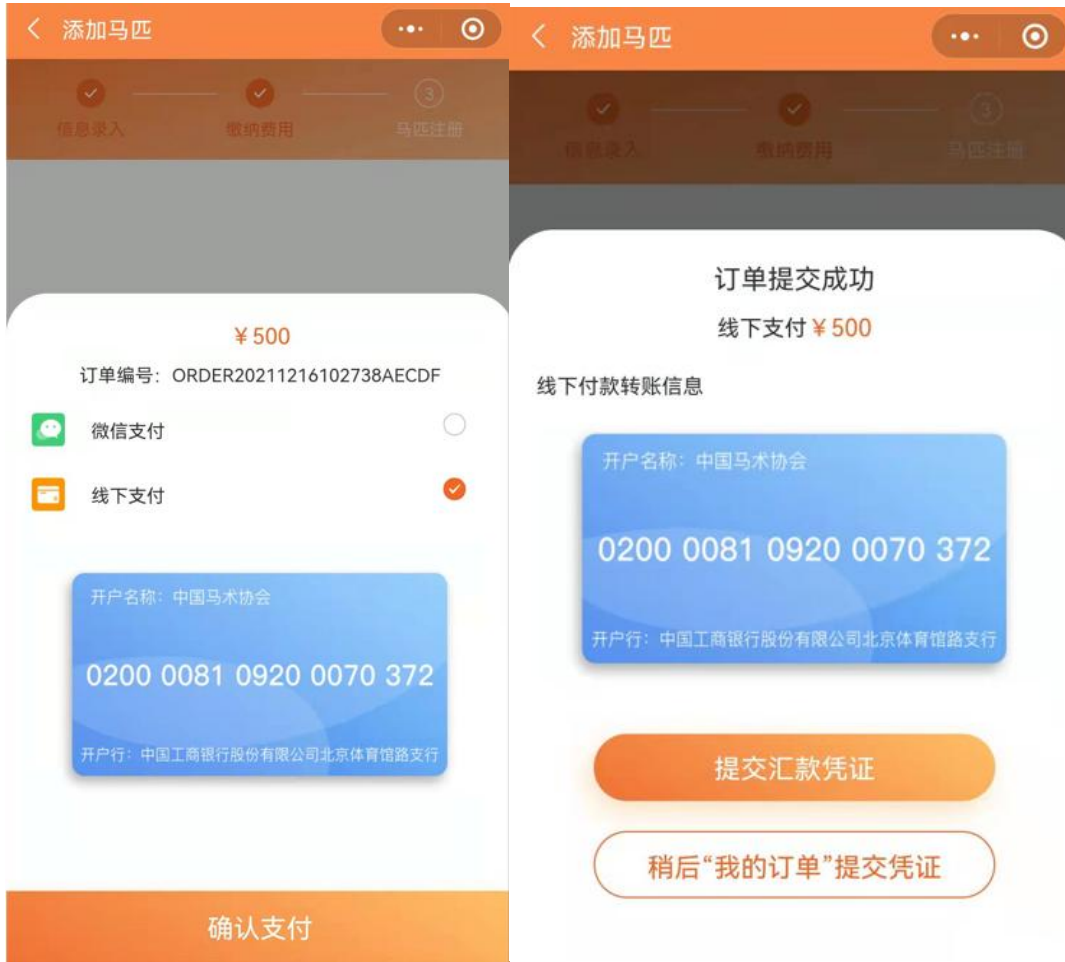 添加马匹
信息录入
缴纳费用
3
马匹注册
¥500
订单编号：ORDER20211216102738AECDF
微信支付
线下支付
开户名称：中国马术协会
0200 0081 0920 0070 372
开户行：中国工商银行股份有限公司北京体育馆路支行
确认支付
添加马匹
信息录入
缴纳费用
3
马匹注册
订单提交成功
线下支付¥500
线下付款转账信息
开户名称：中国马术协会
0200 0081 0920 0070 372
开户行：中国工商银行股份有限公司北京体育馆路支行
提交汇款凭证
稍后“我的订单”提交凭证